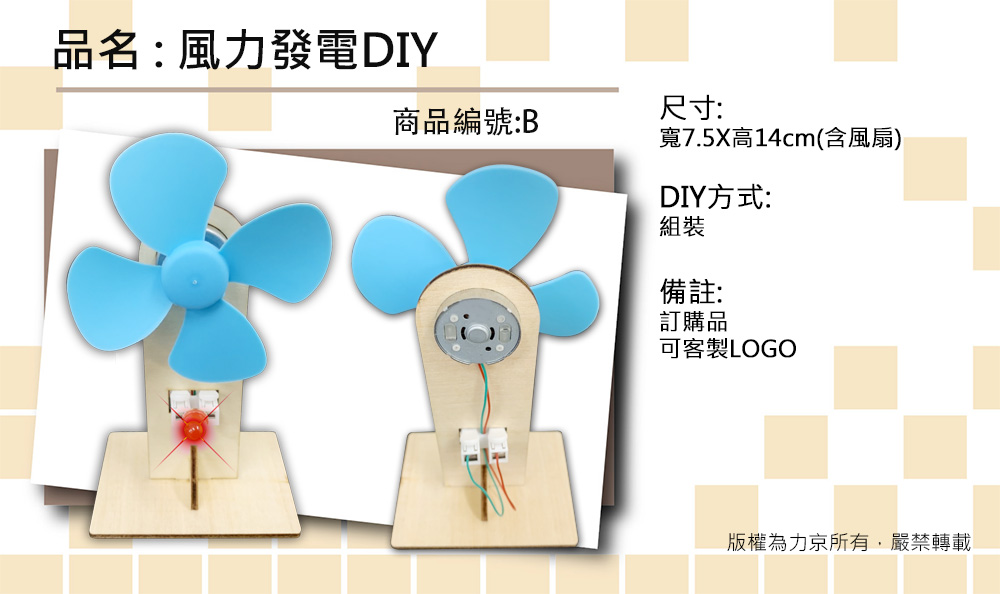 品名 : 風力發電DIY
商品編號:B
尺寸:
寬7.5X高14cm(含風扇)
DIY方式:
組裝
備註:
訂購品
可客製LOGO
版權為力京所有，嚴禁轉載